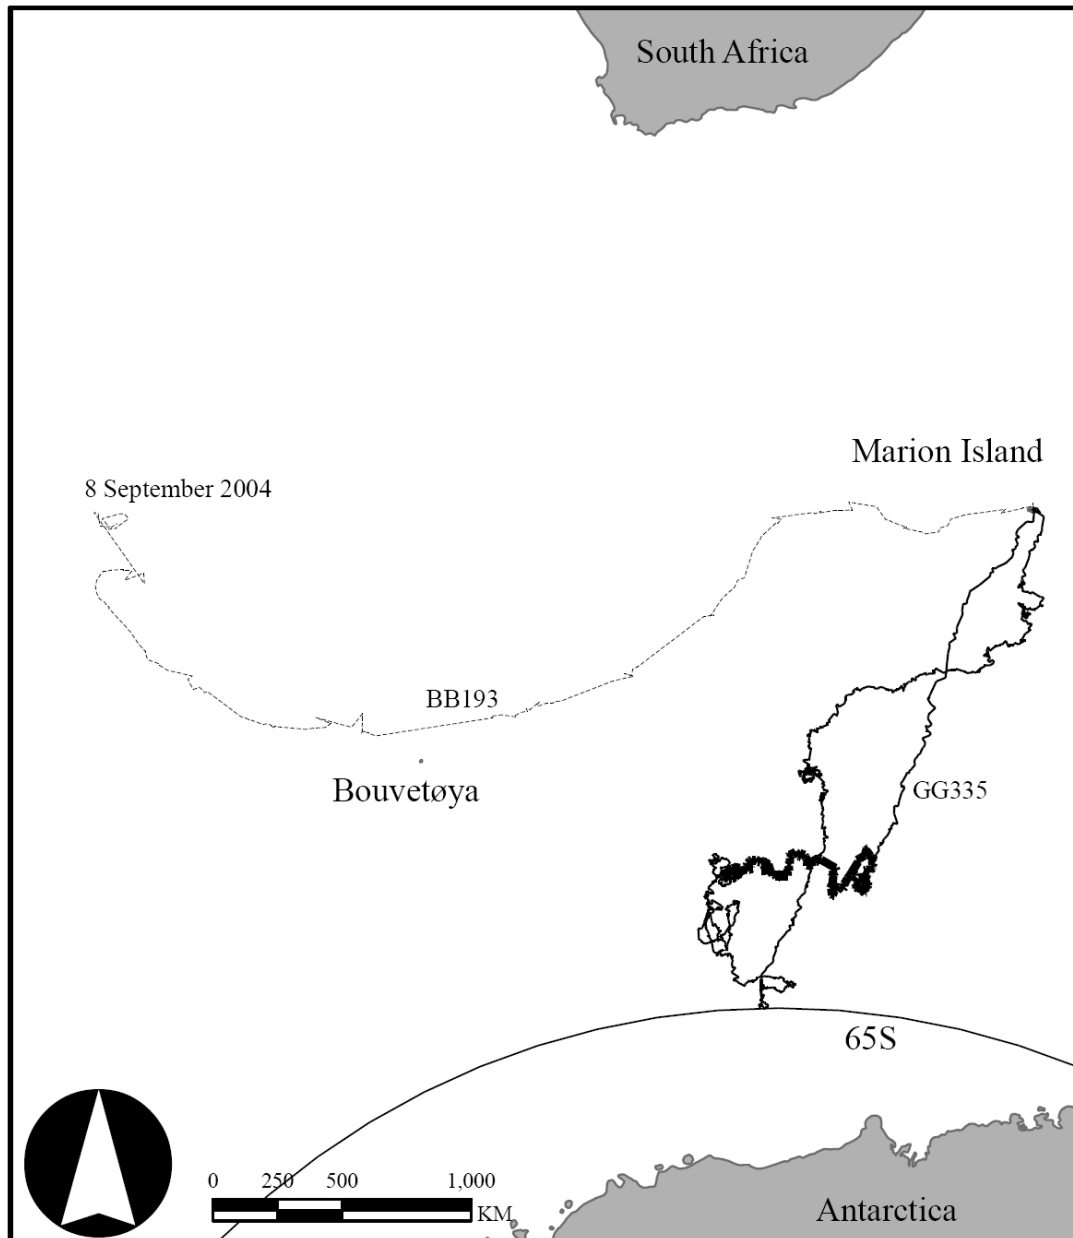 South Africa
Marion Island
8 September 2004
BB193
Bouvetøya
GG335
65S
0 250 500 1,000
KM
Antarctica